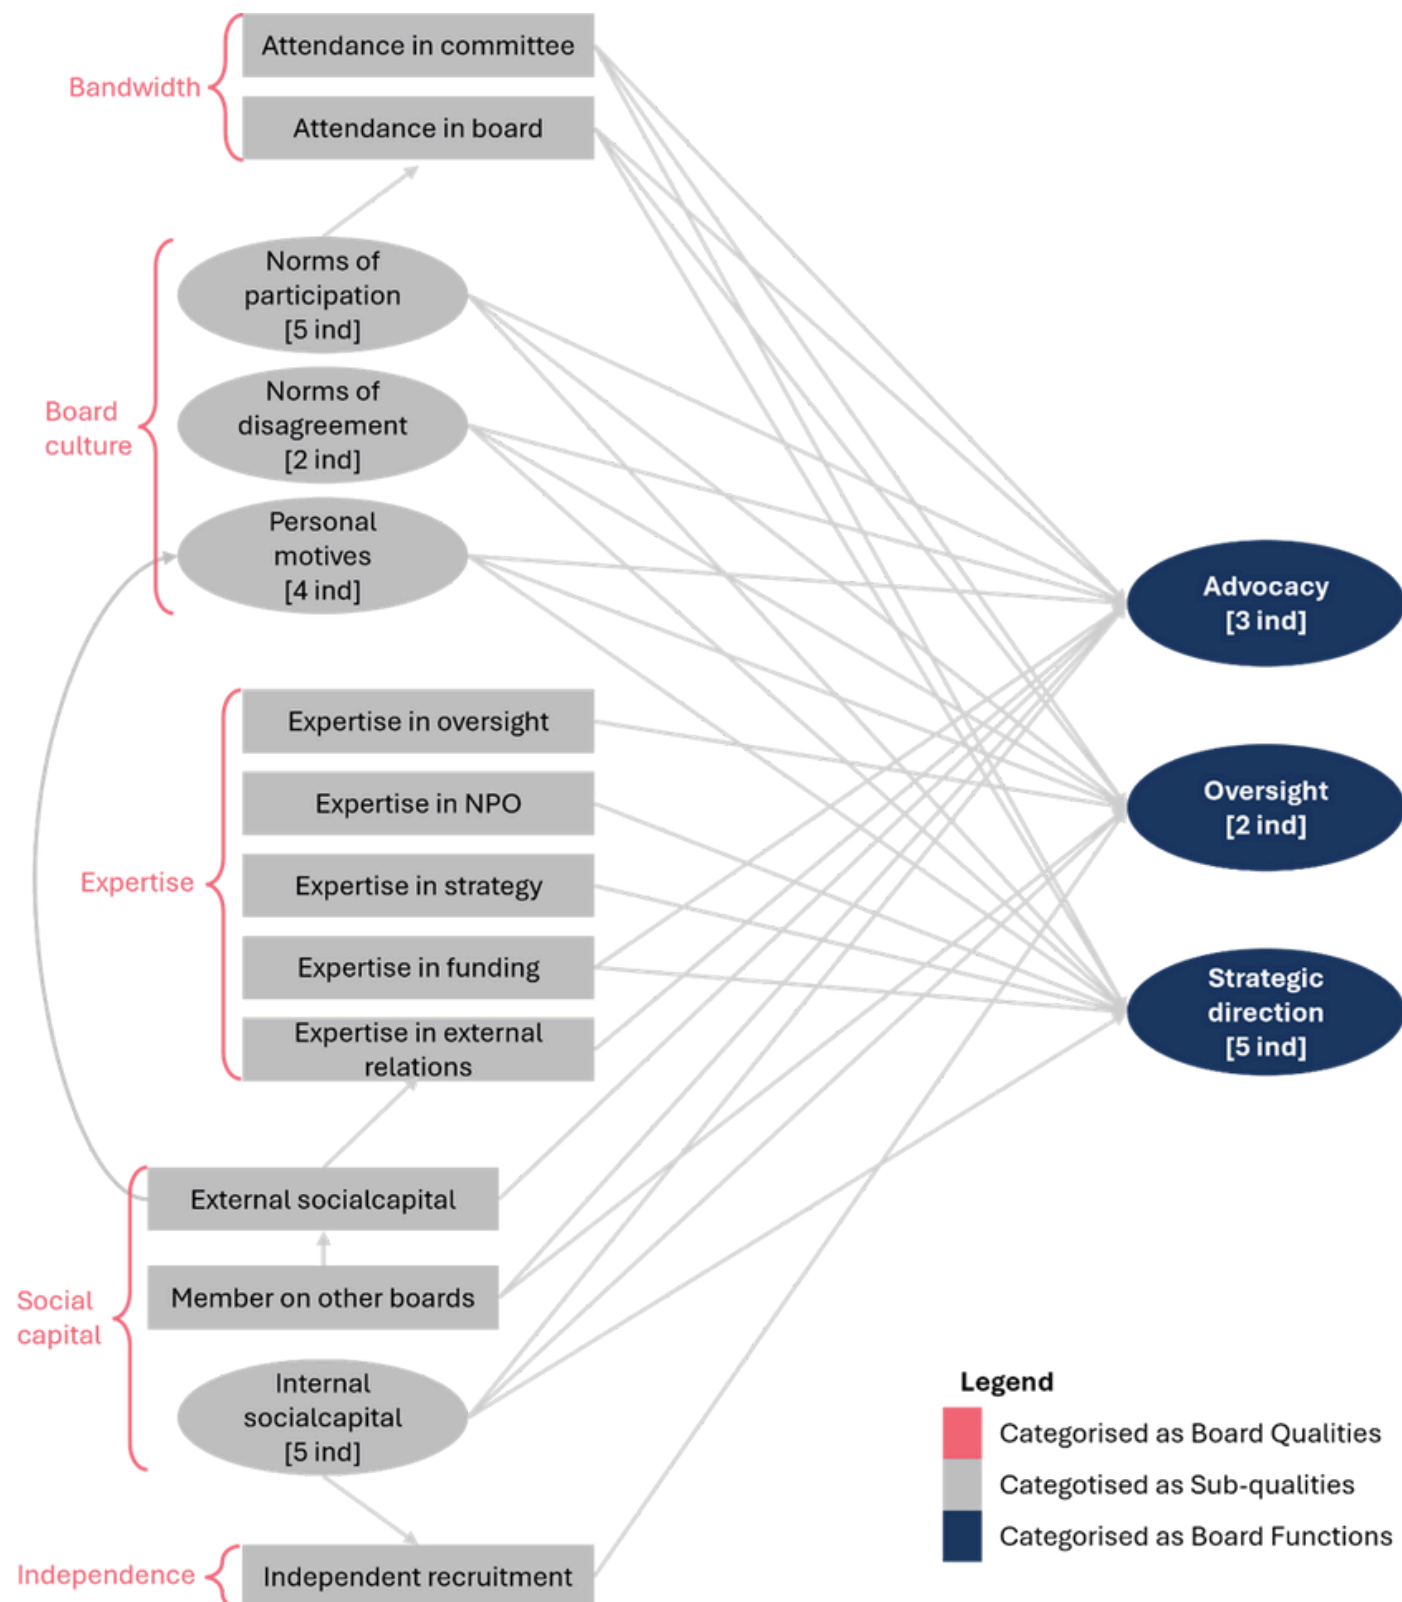 Bandwidth
Attendance in committee
Attendance in board
Board
culture
Norms of
participation
[5 ind]
Norms of
disagreement
[2 ind]
Personal
motives
[4 ind]
Expertise
Expertise in oversight
Expertise in NPO
Expertise in strategy
Expertise in funding
Expertise in external
relations
Social
capital
External socialcapital
Member on other boards
Internal
socialcapital
[5 ind]
Independence
Independent recruitment
Advocacy
[3 ind]
Oversight
[2 ind]
Strategic
direction
[5 ind]
Legend
Categorised as Board Qualities
Categotised as Sub-qualities
Categorised as Board Functions